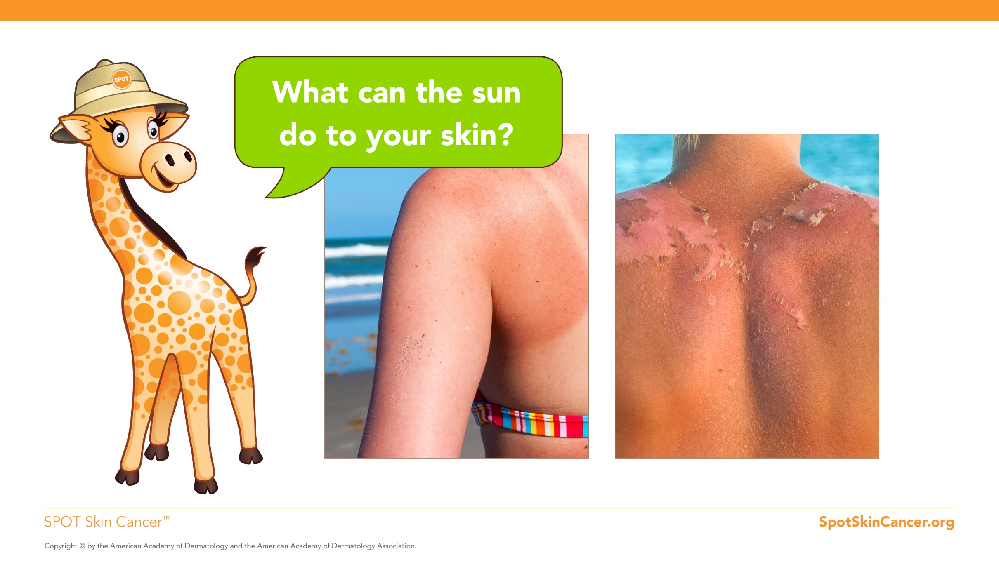 SPOT
What can the sun
do to your skin?
SPOT Skin Cancer™
SpotSkinCancer.org
Copyright © by the American Academy of Dermatology and the American Academy of Dermatology Association.